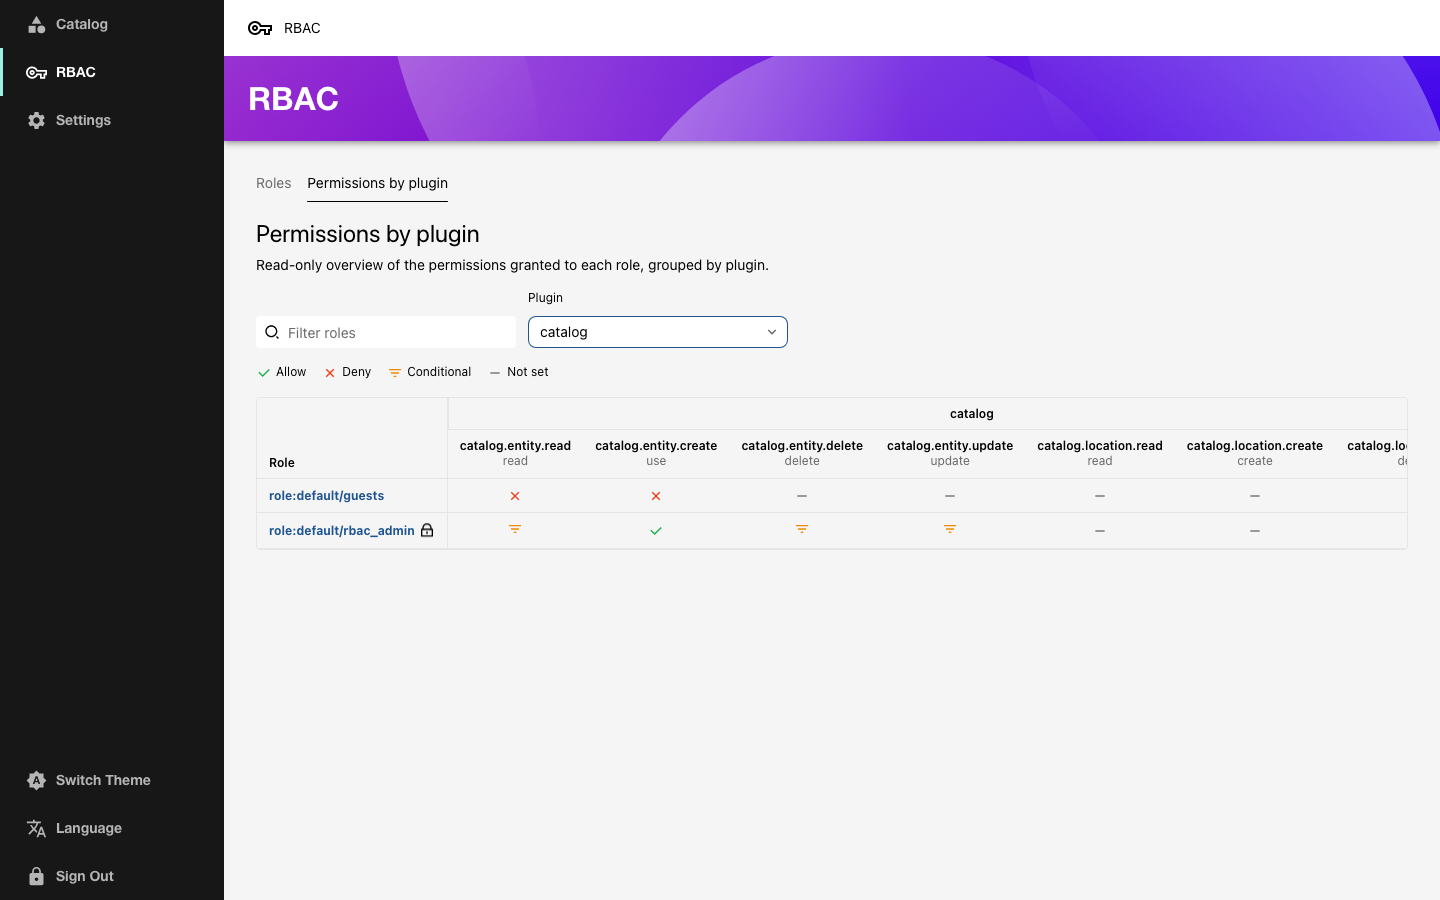 Catalog
RBAC
Settings
Switch Theme
Language
Sign Out
RBAC
RBAC
Roles Permissions by plugin
Permissions by plugin
Read-only overview of the permissions granted to each role, grouped by plugin.
Plugin
Filter roles catalog
Allow Deny Conditional Not set
catalog
Role catalog.entity.read catalog.entity.create catalog.entity.delete catalog.entity.update catalog.location.read catalog.location.create
read use delete update read create
role:default/guests
role:default/rbac_admin